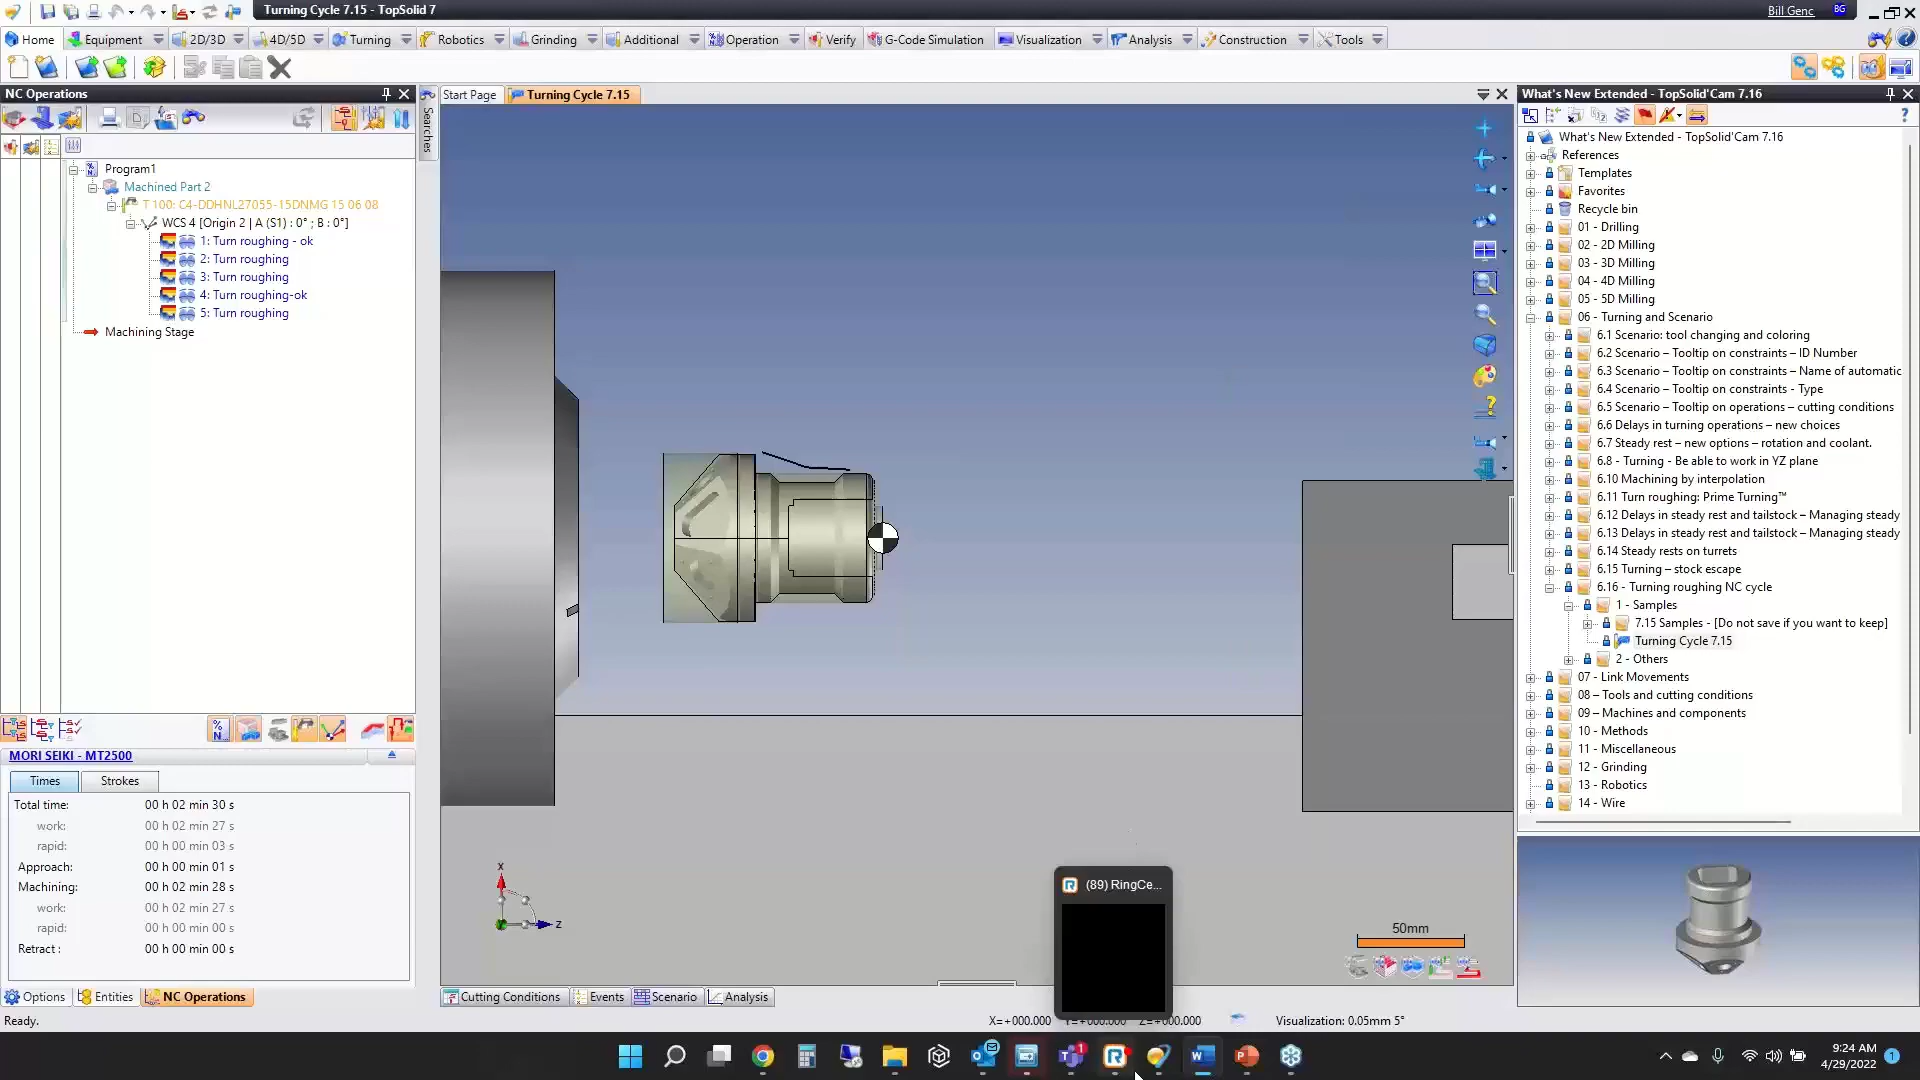 Turning Cycle 7.15 - TopSolid 7
Bill Genc
BG
Home
Equipment
2D/3D
4D/5D
Turning
Robotics
Grinding
Additional
Operation
Verify
G-Code Simulation
Visualization
Analysis
Construction
Tools
NC Operations
Searches
Start Page
Turning Cycle 7.15
What's New Extended - TopSolid'Cam 7.16
Program1
Machined Part 2
T 100: C4-DDHNL27055-15DNMG 15 06 08
WCS 4 [Origin 2 | A (S1) : 0° ; B : 0°]
1: Turn roughing - ok
2: Turn roughing
3: Turn roughing
4: Turn roughing-ok
5: Turn roughing
Machining Stage
What's New Extended - TopSolid'Cam 7.16
References
Templates
Favorites
Recycle bin
01 - Drilling
02 - 2D Milling
03 - 3D Milling
04 - 4D Milling
05 - 5D Milling
06 - Turning and Scenario
6.1 Scenario: tool changing and coloring
6.2 Scenario – Tooltip on constraints – ID Number
6.3 Scenario – Tooltip on constraints – Name of automatic
6.4 Scenario – Tooltip on constraints - Type
6.5 Scenario – Tooltip on operations – cutting conditions
6.6 Delays in turning operations – new choices
6.7 Steady rest – new options – rotation and coolant.
6.8 - Turning - Be able to work in YZ plane
6.10 Machining by interpolation
6.11 Turn roughing: Prime Turning™
6.12 Delays in steady rest and tailstock – Managing steady
6.13 Delays in steady rest and tailstock – Managing steady
6.14 Steady rests on turrets
6.15 Turning – stock escape
6.16 - Turning roughing NC cycle
1 - Samples
7.15 Samples - [Do not save if you want to keep]
Turning Cycle 7.15
2 - Others
07 - Link Movements
08 – Tools and cutting conditions
09 – Machines and components
10 - Methods
11 - Miscellaneous
12 - Grinding
13 - Robotics
14 - Wire
MORI SEIKI - MT2500
Times
Strokes
Total time: 00 h 02 min 30 s
work: 00 h 02 min 27 s
rapid: 00 h 00 min 03 s
Approach: 00 h 00 min 01 s
Machining: 00 h 02 min 28 s
work: 00 h 02 min 27 s
rapid: 00 h 00 min 00 s
Retract : 00 h 00 min 00 s
X
Z
(89) RingCe...
50mm
Options
Entities
NC Operations
Cutting Conditions
Events
Scenario
Analysis
Ready.
X=+000.000 Y=+000.000 Z=+000.000
Visualization: 0.05mm 5°
9:24 AM
4/29/2022
1